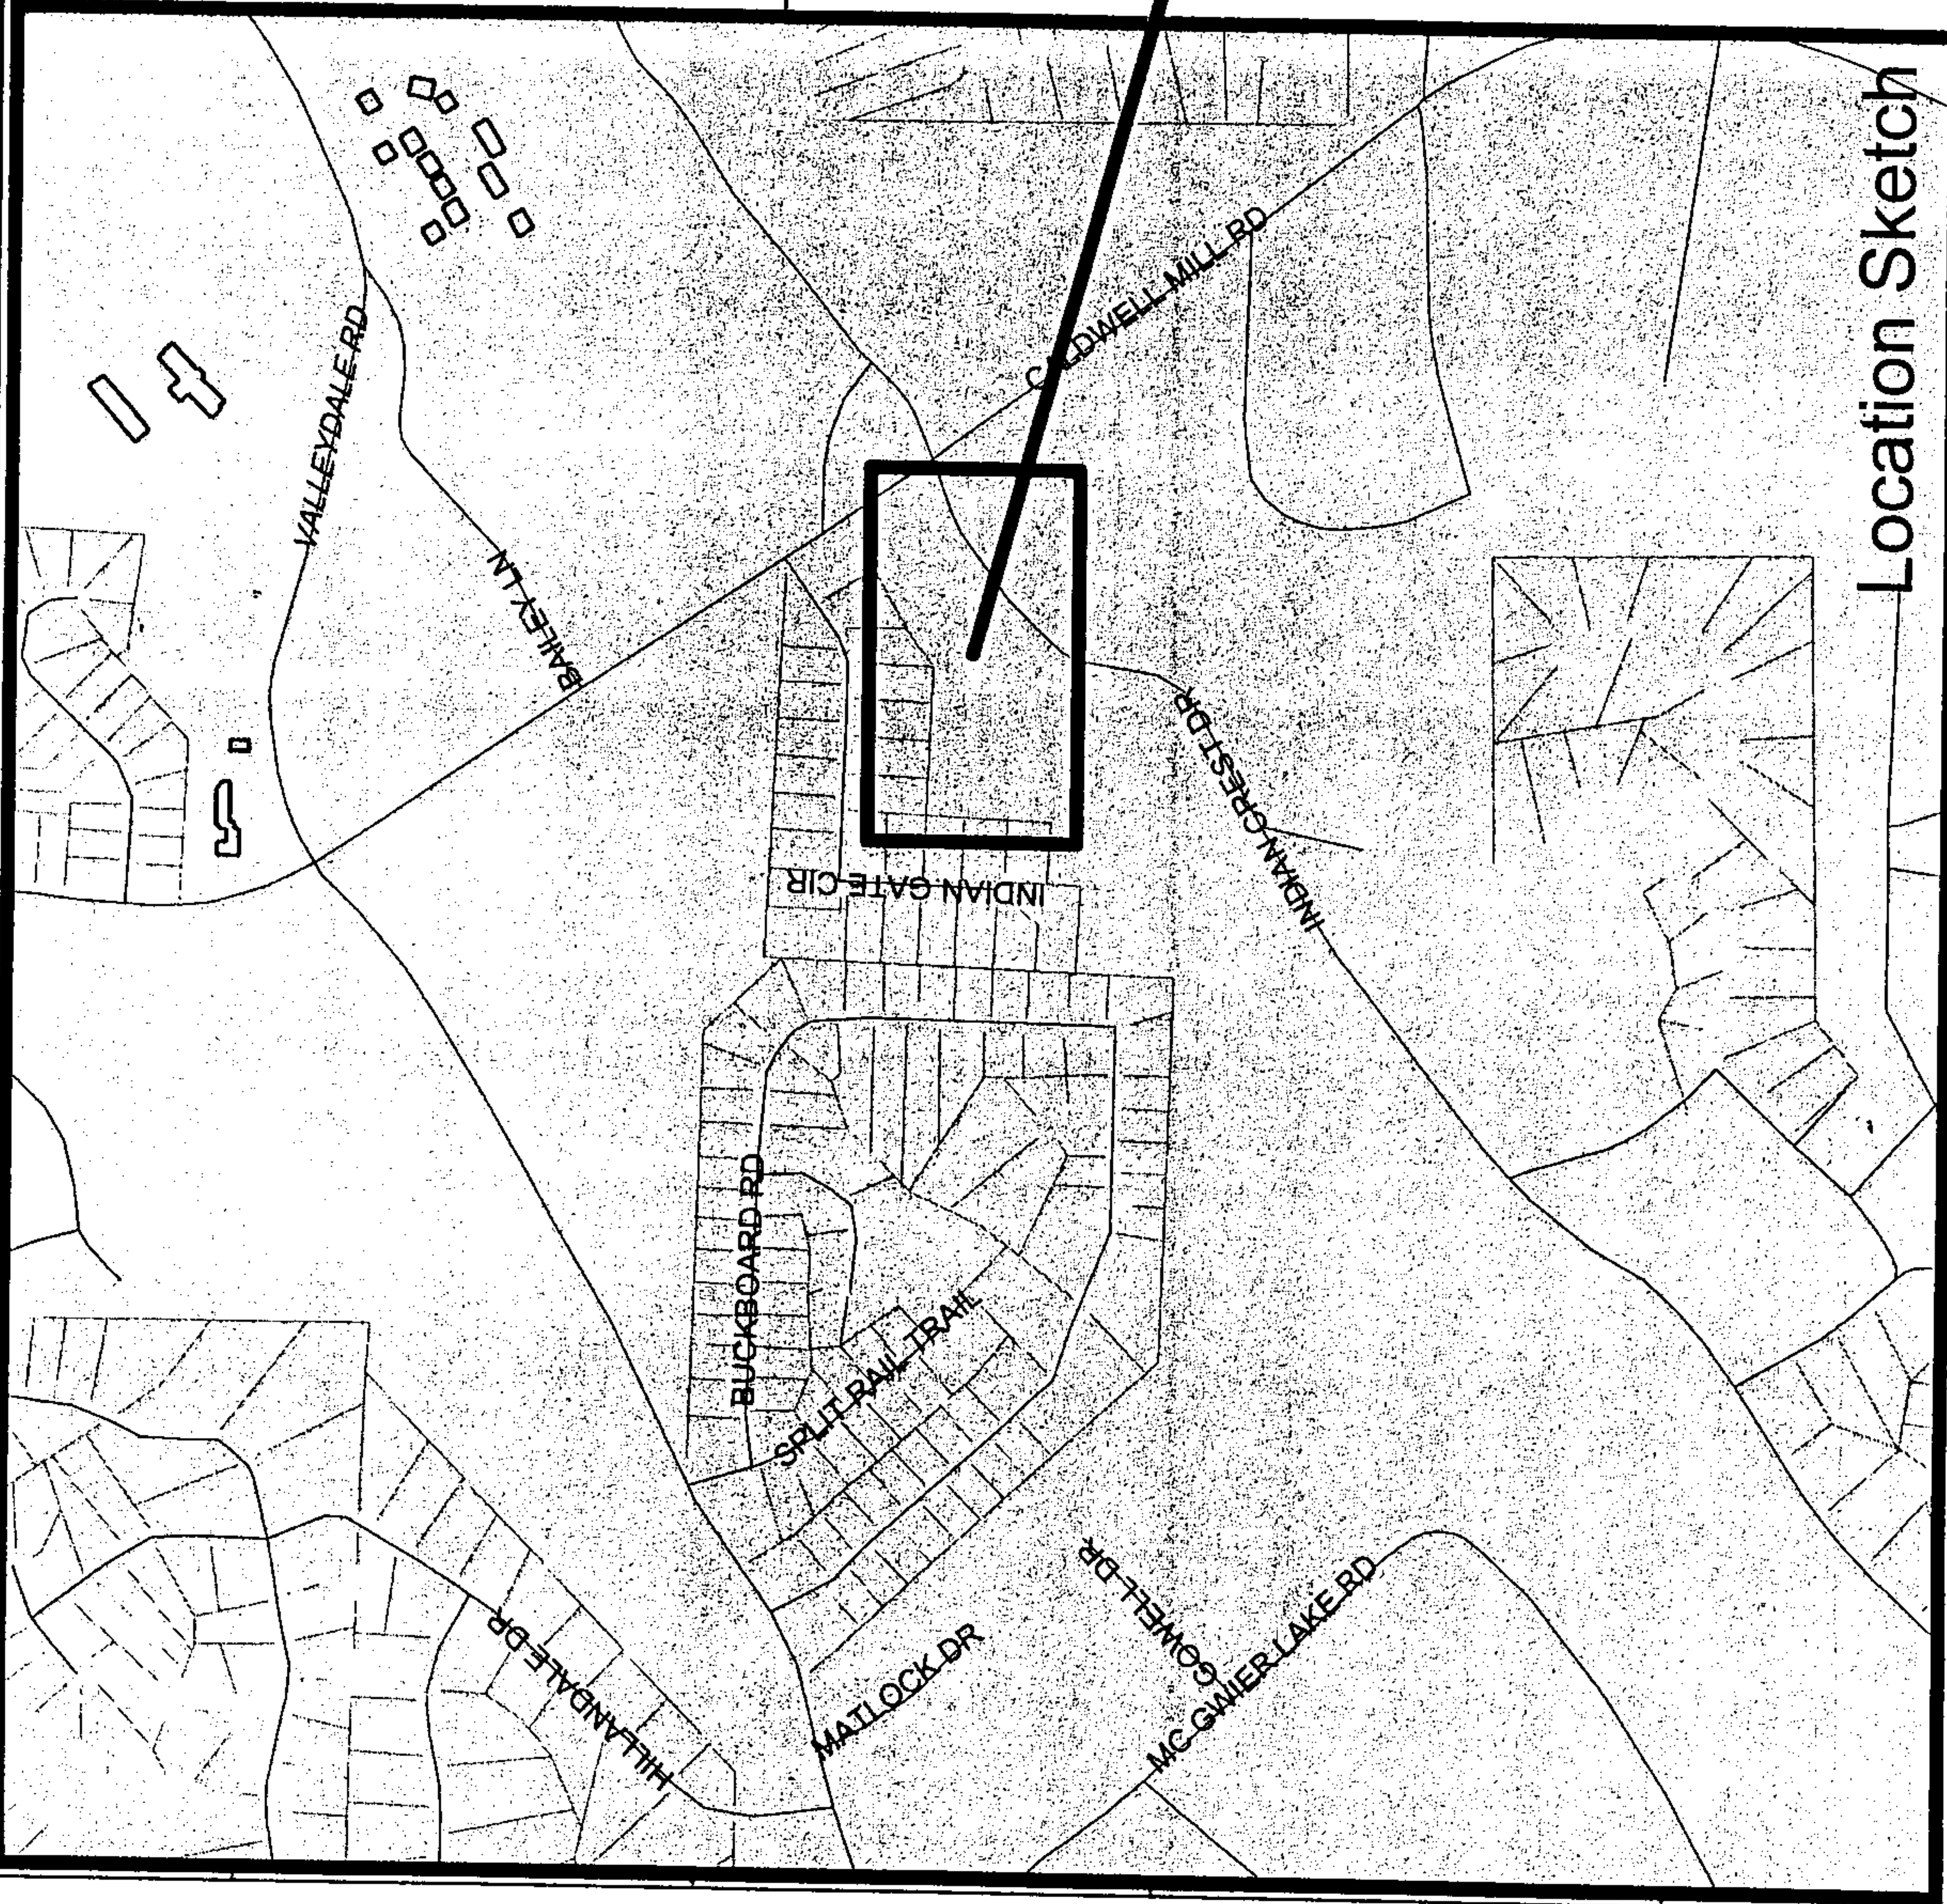 Location Sketch
VALLEYDALE RD
BAILEY LN
CALDWELL MILL RD
INDIAN CREST DR
INDIAN GATE CIR
BUCKBOARD RD
SPLIT RAIL TRAIL
HILLANDALE DR
MATLOCK DR
GOWELL DR
MC GWIER LAKE RD